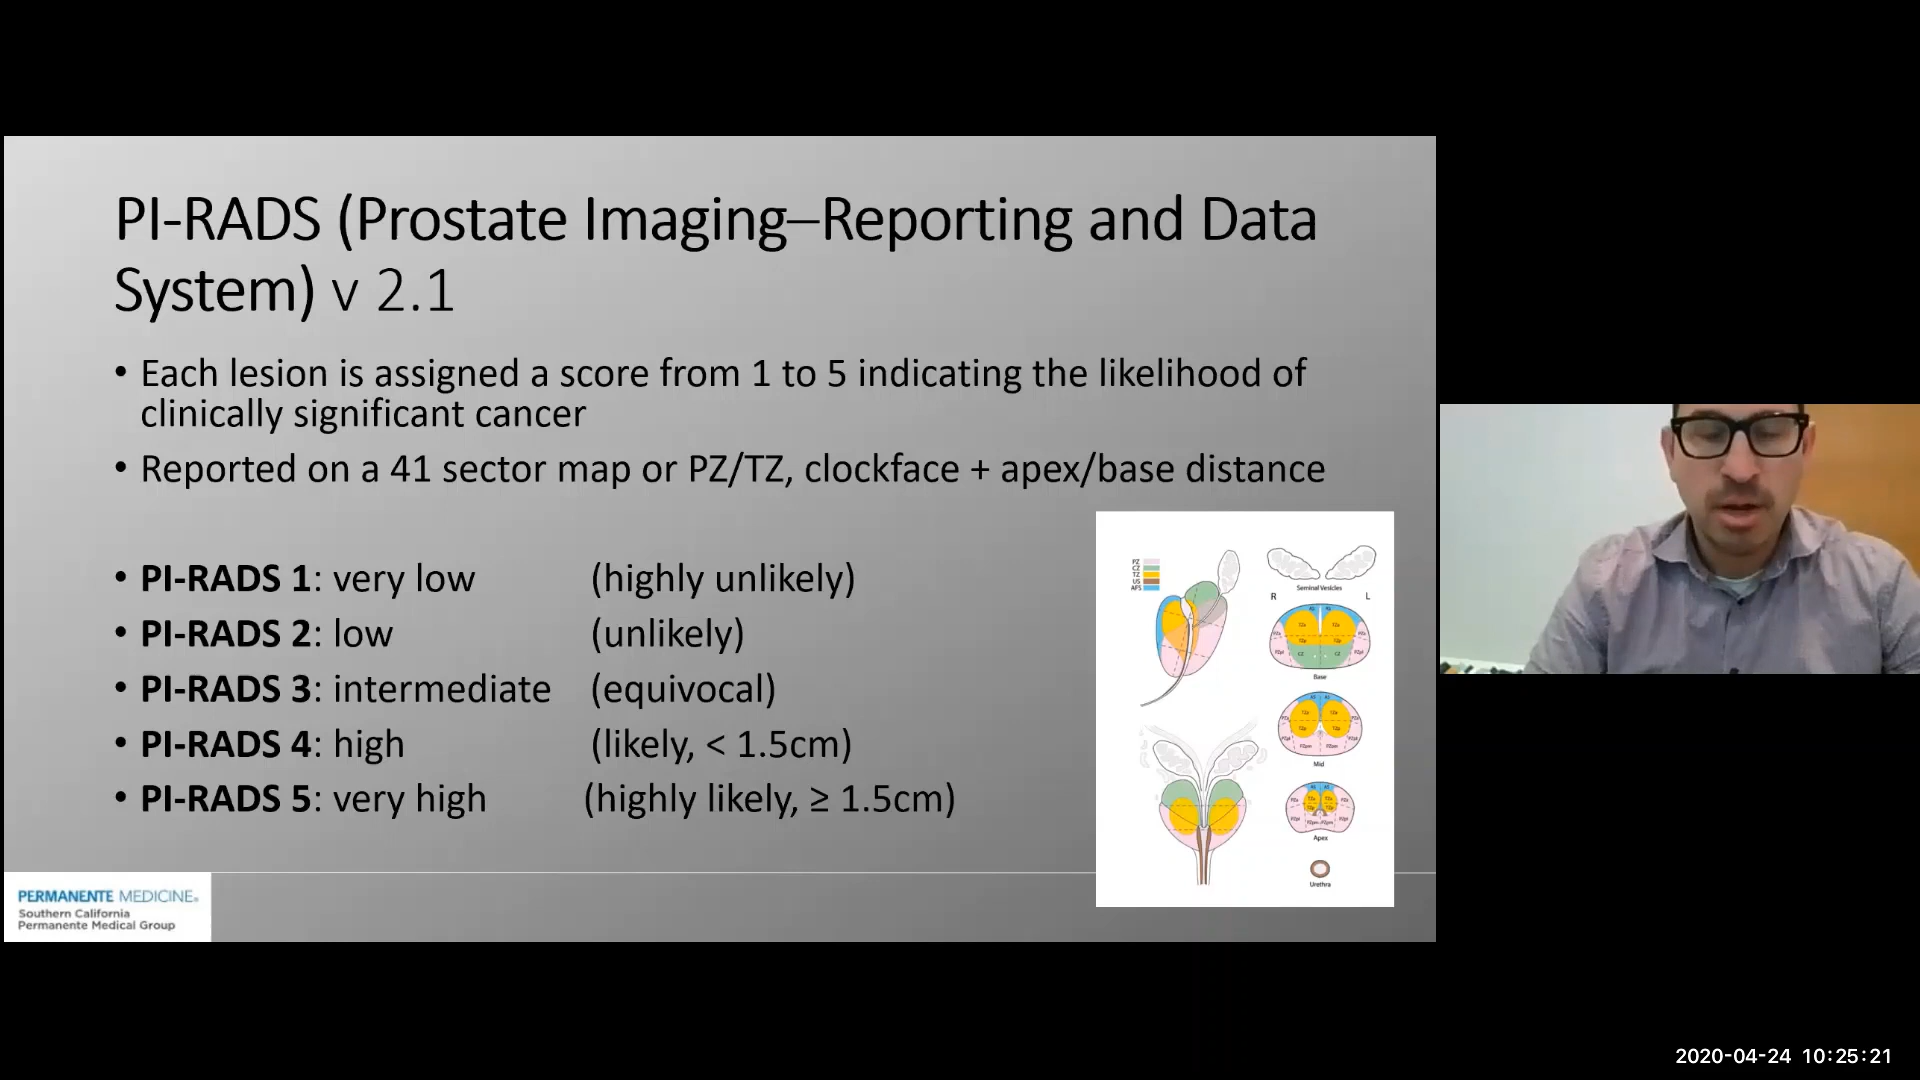 PI-RADS (Prostate Imaging–Reporting and Data
System) v 2.1
• Each lesion is assigned a score from 1 to 5 indicating the likelihood of
clinically significant cancer
• Reported on a 41 sector map or PZ/TZ, clockface + apex/base distance
• PI-RADS 1: very low (highly unlikely)
• PI-RADS 2: low (unlikely)
• PI-RADS 3: intermediate (equivocal)
• PI-RADS 4: high (likely, < 1.5cm)
• PI-RADS 5: very high (highly likely, ≥ 1.5cm)
PZ
CZ
TZ
US
AFS
Seminal Vesicles
R L
Base
Mid
Apex
Urethra
PERMANENTE MEDICINE®
Southern California
Permanente Medical Group
2020-04-24 10:25:21